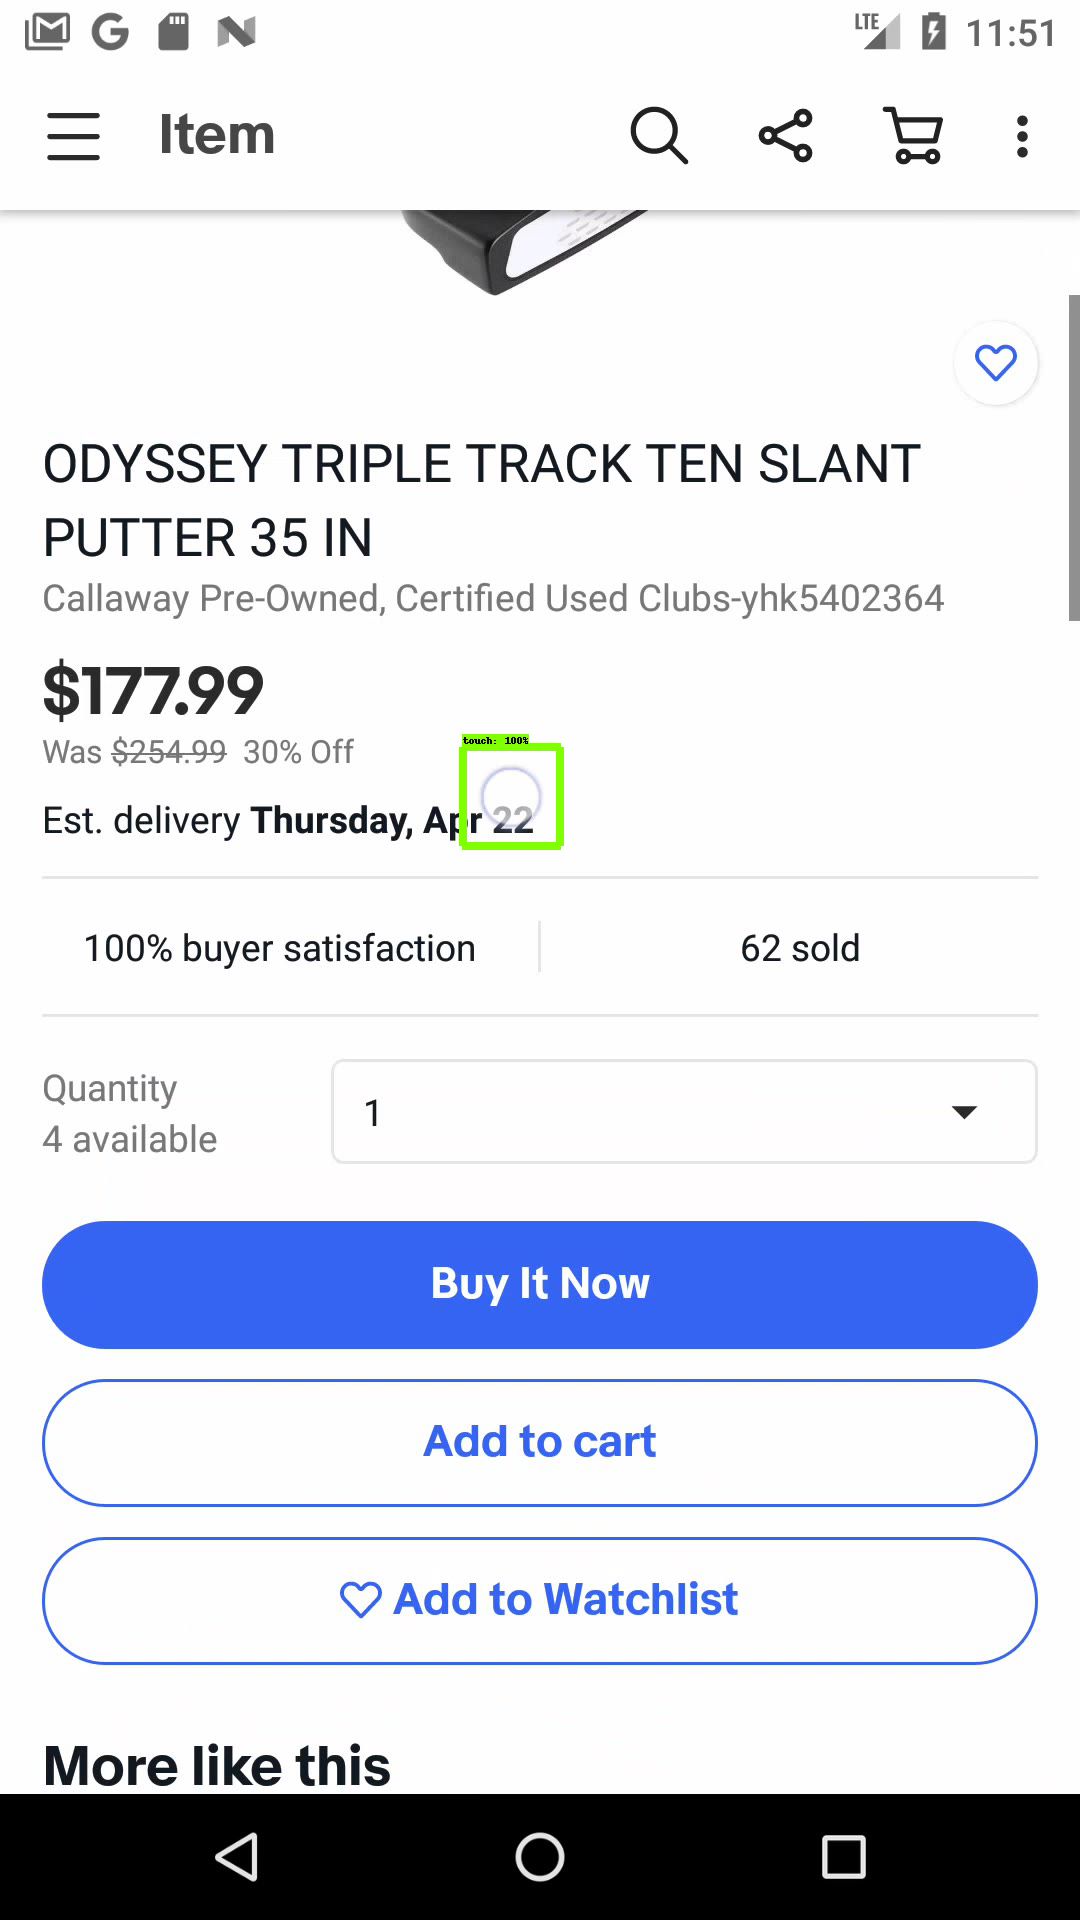 LTE 11:51
Item
ODYSSEY TRIPLE TRACK TEN SLANT
PUTTER 35 IN
Callaway Pre-Owned, Certified Used Clubs-yhk5402364
$177.99
touch: 100%
Was $254.99 30% Off
Est. delivery Thursday, Apr 22
100% buyer satisfaction 62 sold
Quantity
1
4 available
Buy It Now
Add to cart
Add to Watchlist
More like this